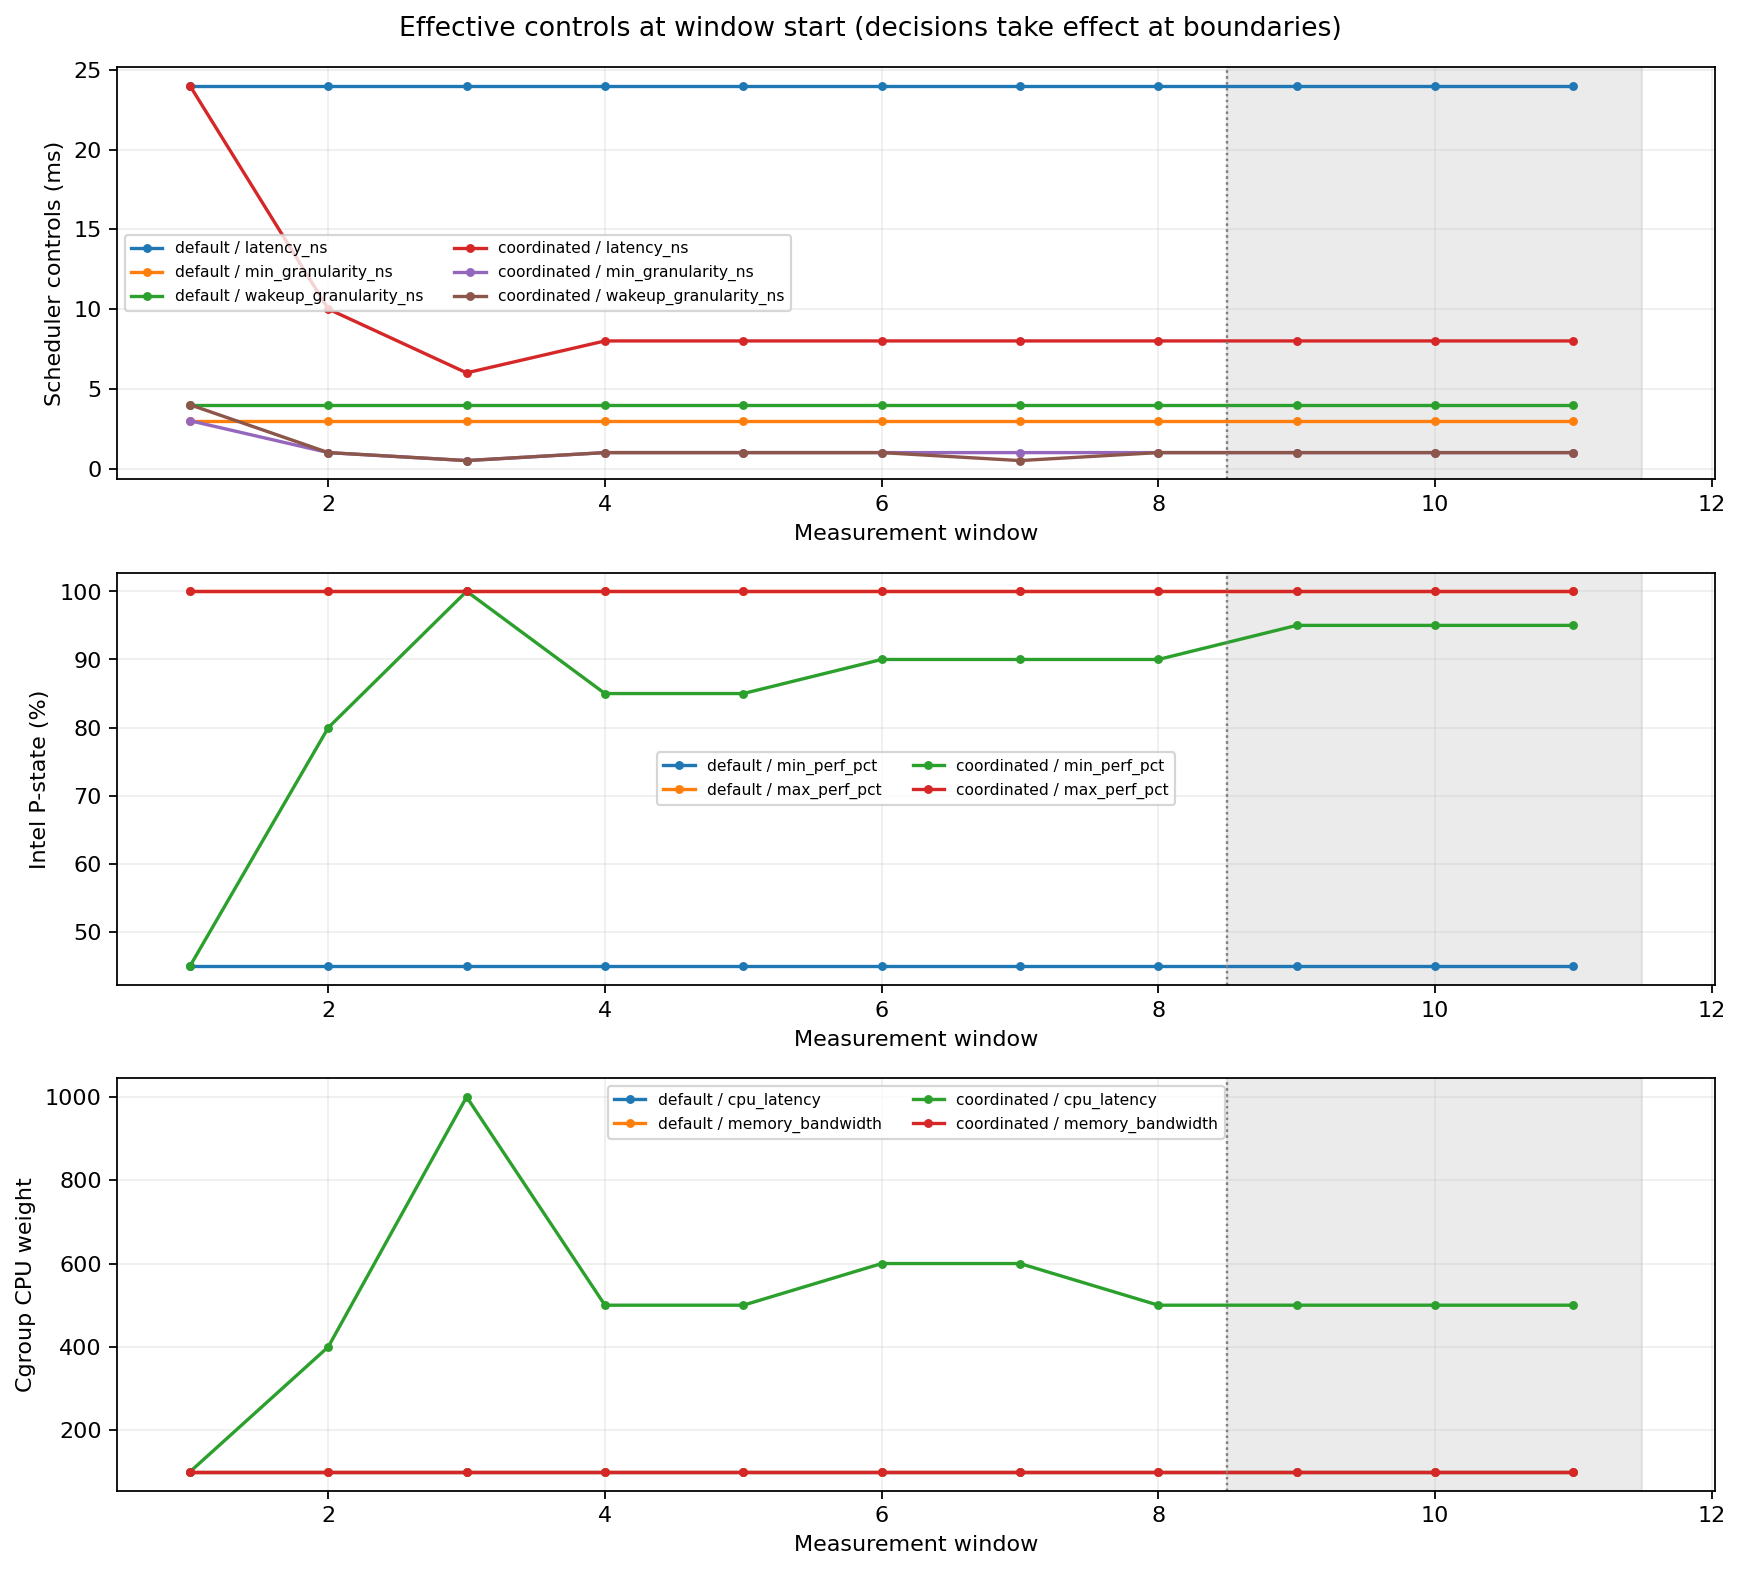 Effective controls at window start (decisions take effect at boundaries)
Scheduler controls (ms)
25
20
15
10
5
0
default / latency_ns
default / min_granularity_ns
default / wakeup_granularity_ns
coordinated / latency_ns
coordinated / min_granularity_ns
coordinated / wakeup_granularity_ns
2 4 6 8 10 12
Measurement window
Intel P-state (%)
100
90
80
70
60
50
default / min_perf_pct
default / max_perf_pct
coordinated / min_perf_pct
coordinated / max_perf_pct
2 4 6 8 10 12
Measurement window
Cgroup CPU weight
1000
800
600
400
200
default / cpu_latency
default / memory_bandwidth
coordinated / cpu_latency
coordinated / memory_bandwidth
2 4 6 8 10 12
Measurement window